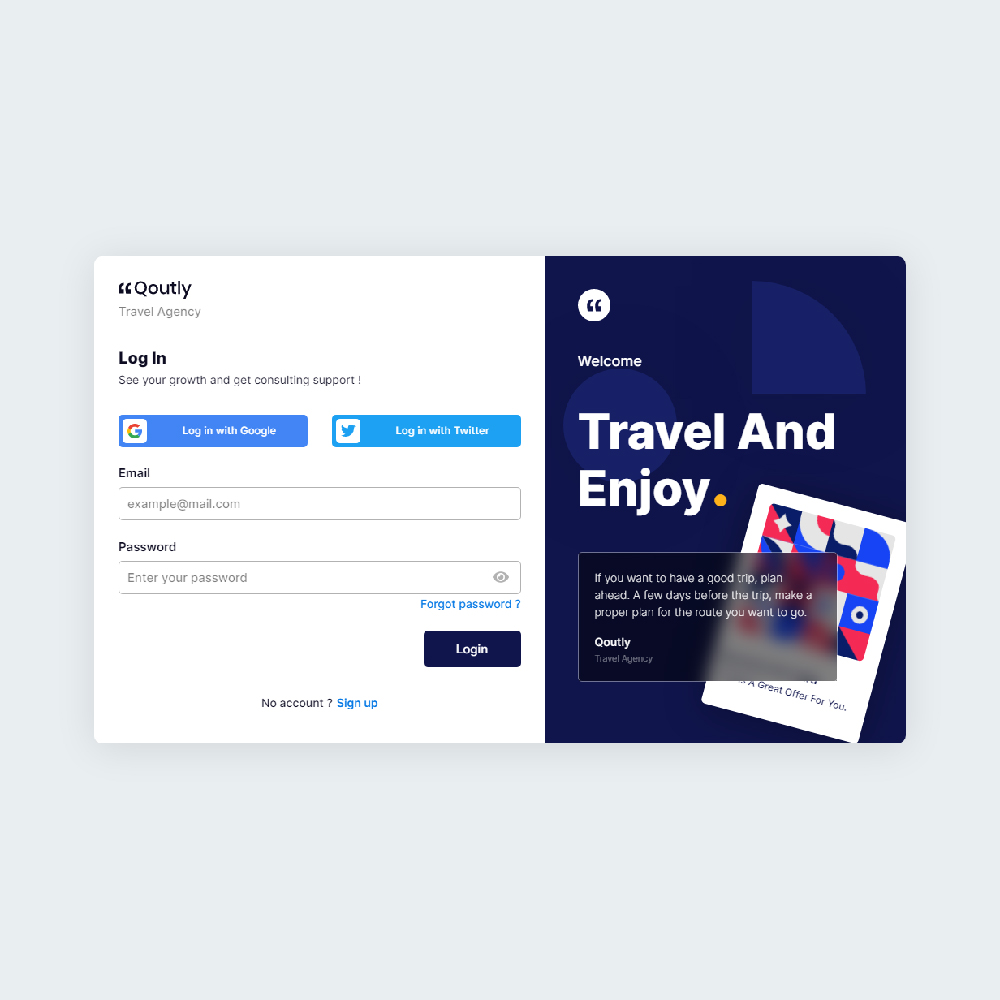 Qoutly
Travel Agency
Log In
See your growth and get consulting support !
Log in with Google
Log in with Twitter
Email
example@mail.com
Password
Enter your password
Forgot password ?
Login
No account ? Sign up
Welcome
Travel And
Enjoy.
If you want to have a good trip, plan
ahead. A few days before the trip, make a
proper plan for the route you want to go.
Qoutly
Travel Agency
A Great Offer For You.